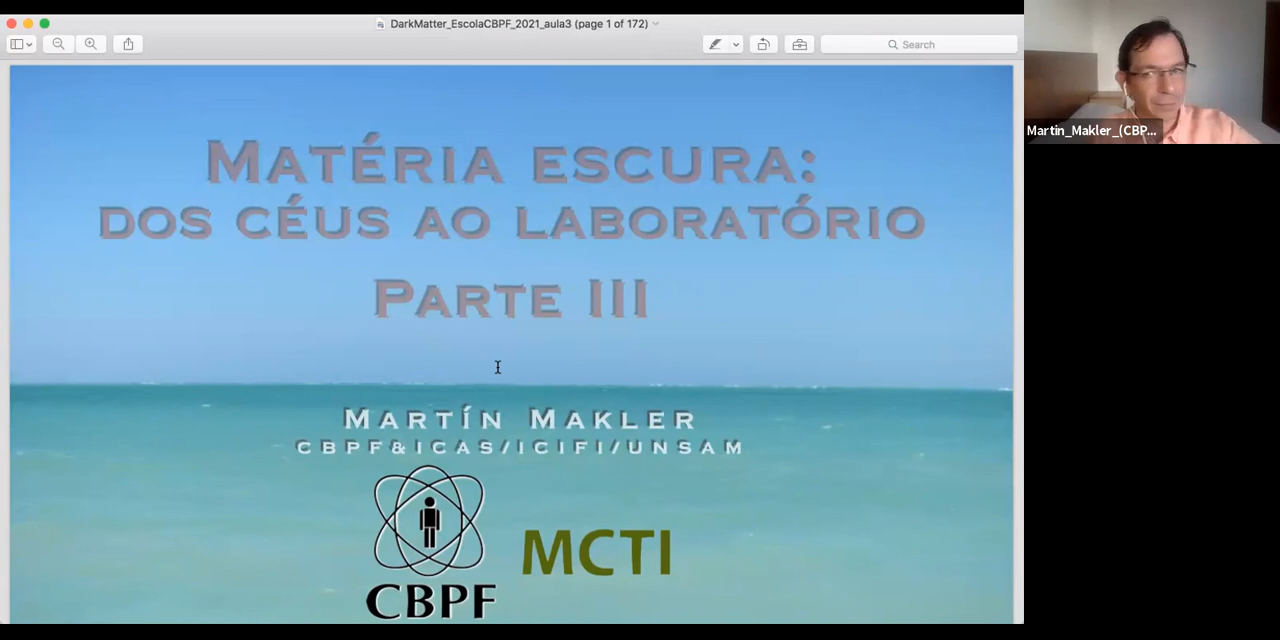 DarkMatter_EscolaCBPF_2021_aula3 (page 1 of 172)
Search
MATÉRIA ESCURA:
DOS CÉUS AO LABORATÓRIO
PARTE III
MARTÍN MAKLER
CBPF&ICAS/ICIFI/UNSAM
CBPF
MCTI
Martin_Makler_(CBP...